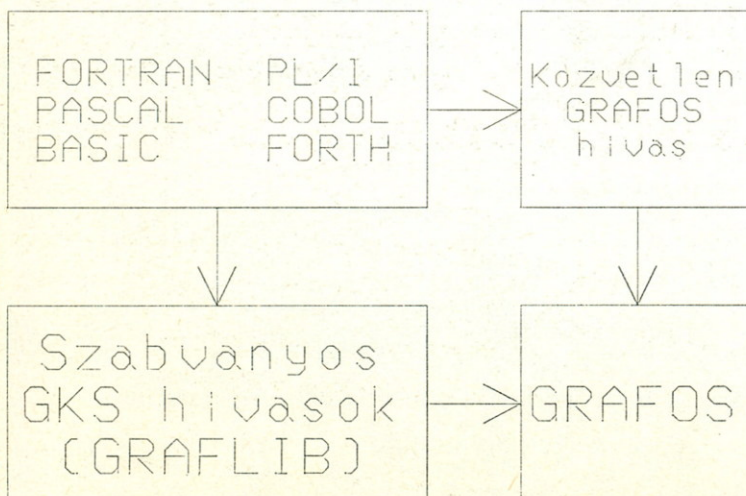 FORTRAN PL/I
PASCAL COBOL
BASIC FORTH
Kozvetlen
GRAFOS
hivas
Szabvanyos
GKS hivasok
(GRAFLIB)
GRAFOS